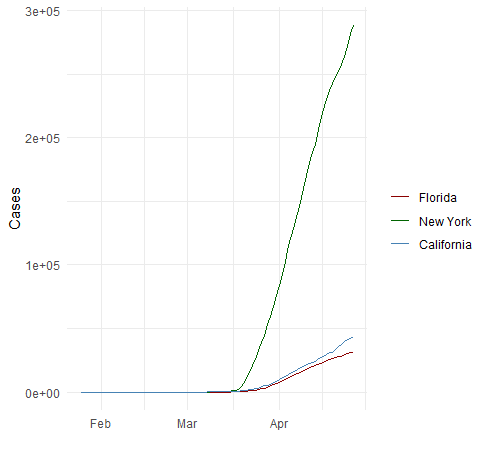 3e+05
2e+05
1e+05
0e+00
Cases
Feb
Mar
Apr
Florida
New York
California